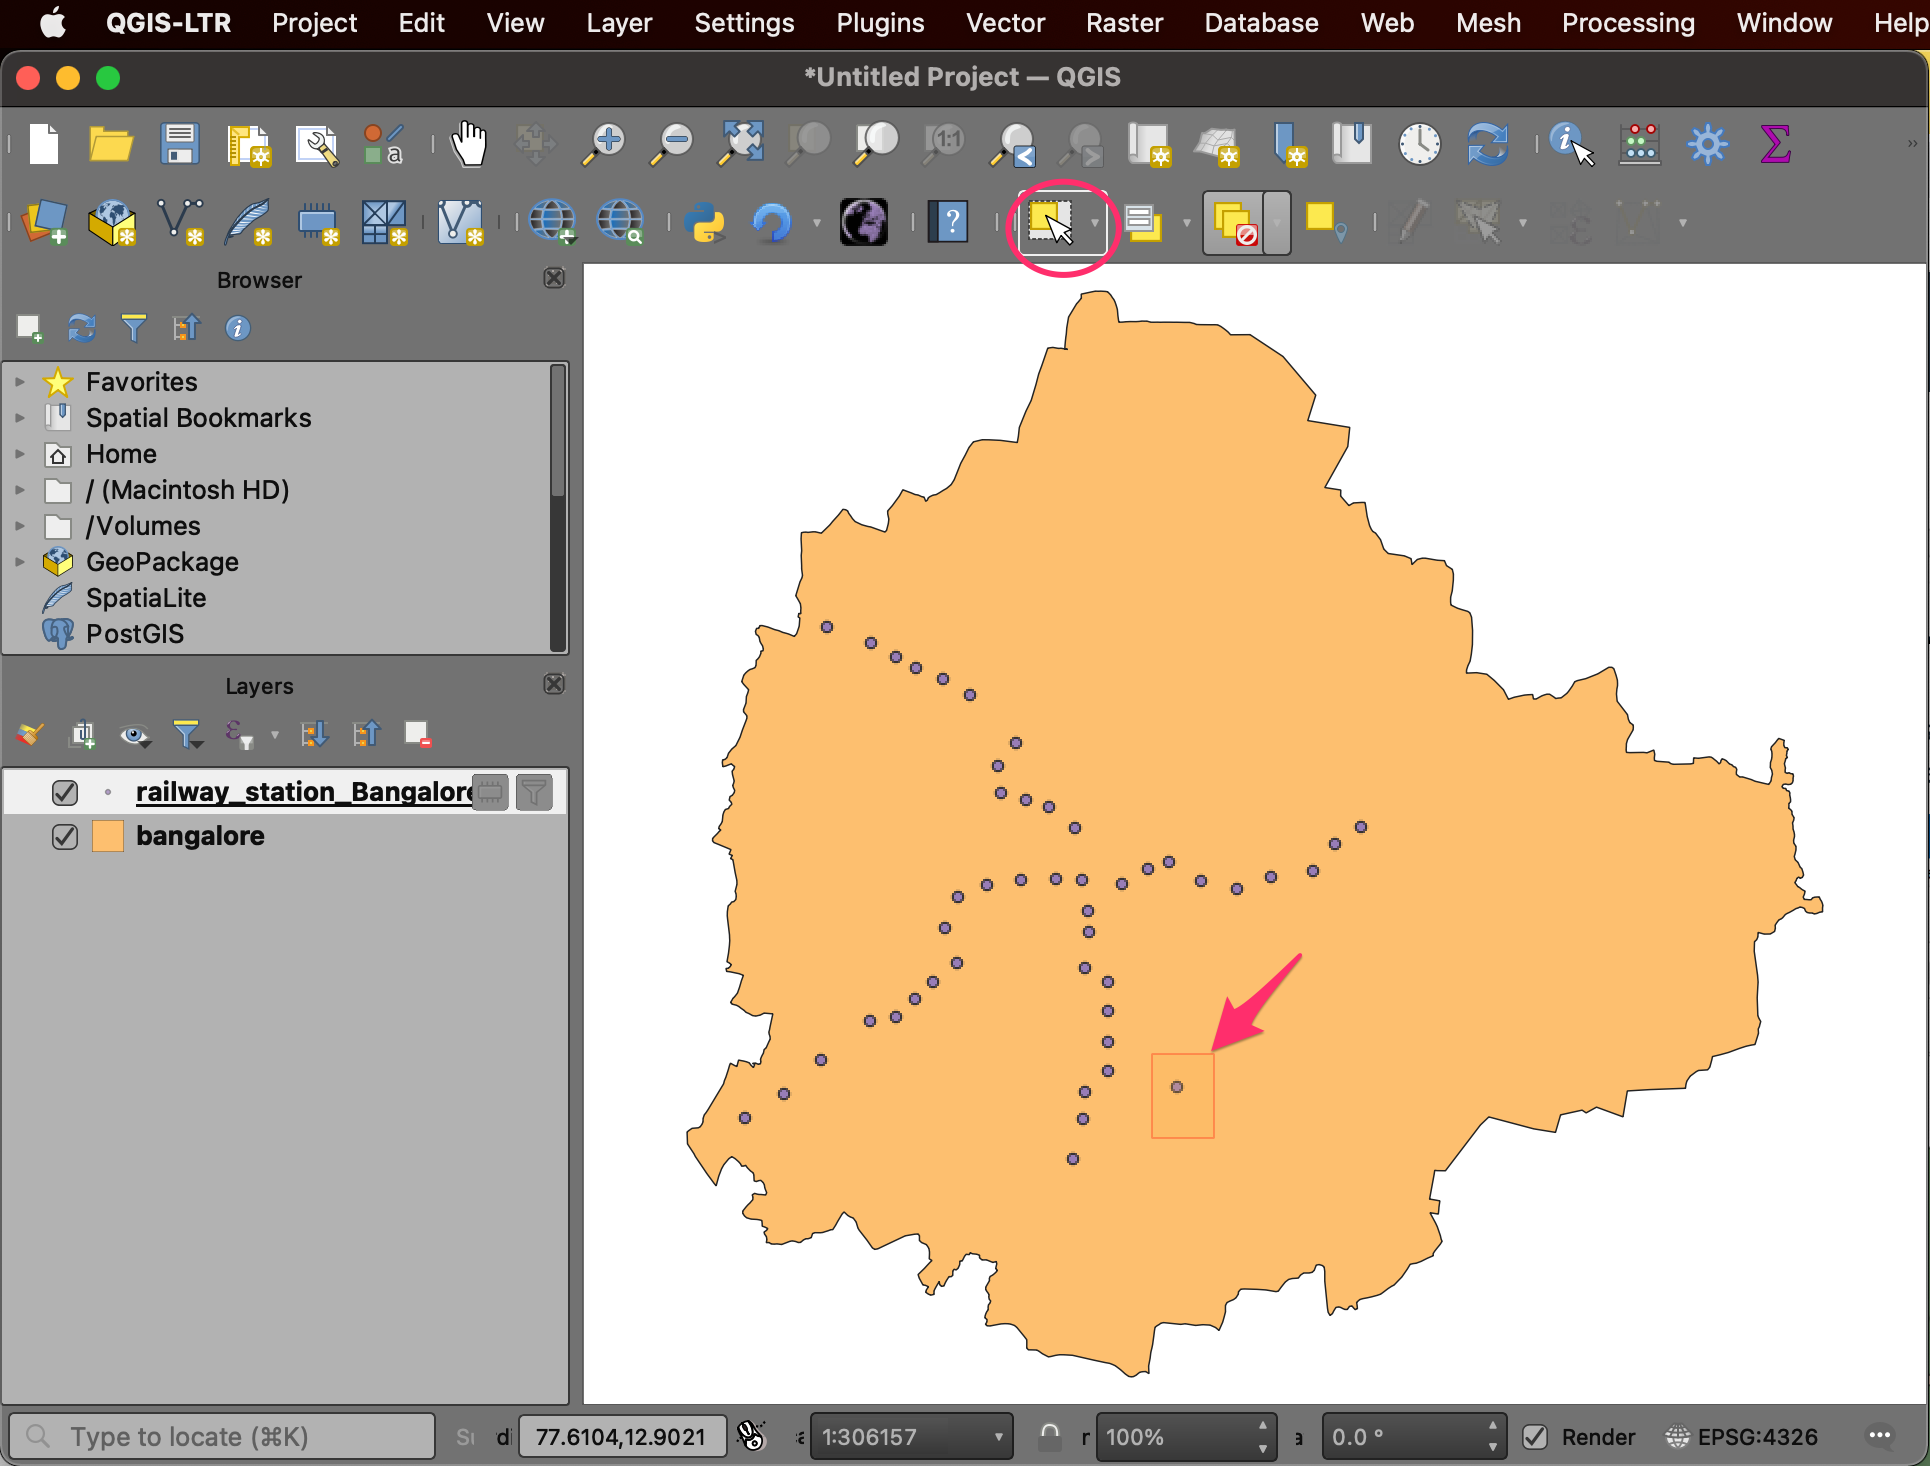 QGIS-LTR Project Edit View Layer Settings Plugins Vector Raster Database Web Mesh Processing Window Help
*Untitled Project — QGIS
1:1
a
?
Browser
Favorites
Spatial Bookmarks
Home
/ (Macintosh HD)
/Volumes
GeoPackage
SpatiaLite
PostGIS
Layers
railway_station_Bangalore
bangalore
Type to locate (⌘K) 77.6104,12.9021 1:306157 100% 0.0 ° Render EPSG:4326